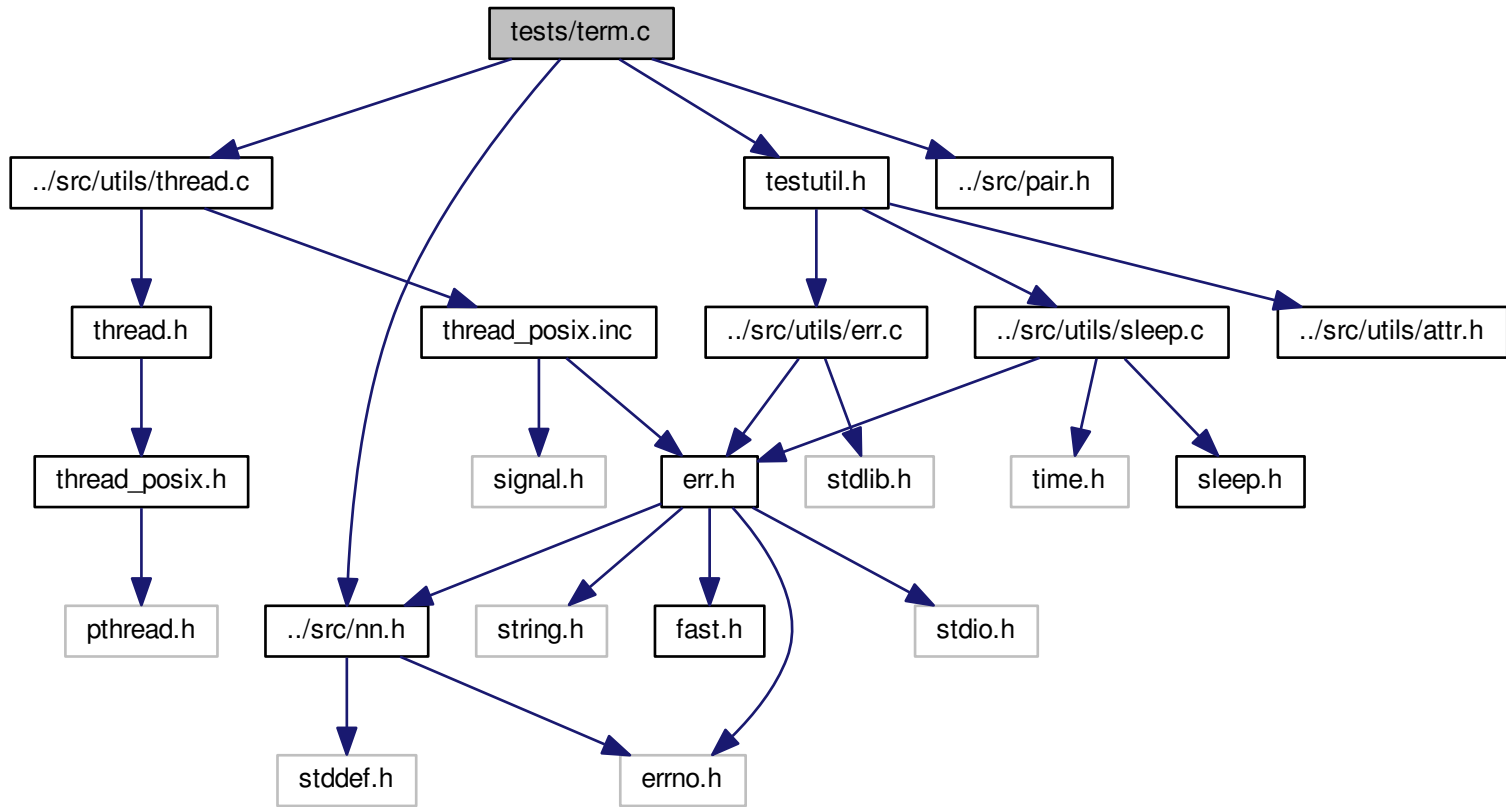 tests/term.c
../src/utils/thread.c
testutil.h
../src/pair.h
thread.h
thread_posix.inc
../src/utils/err.c
../src/utils/sleep.c
../src/utils/attr.h
thread_posix.h
signal.h
err.h
stdlib.h
time.h
sleep.h
pthread.h
../src/nn.h
string.h
fast.h
stdio.h
stddef.h
errno.h